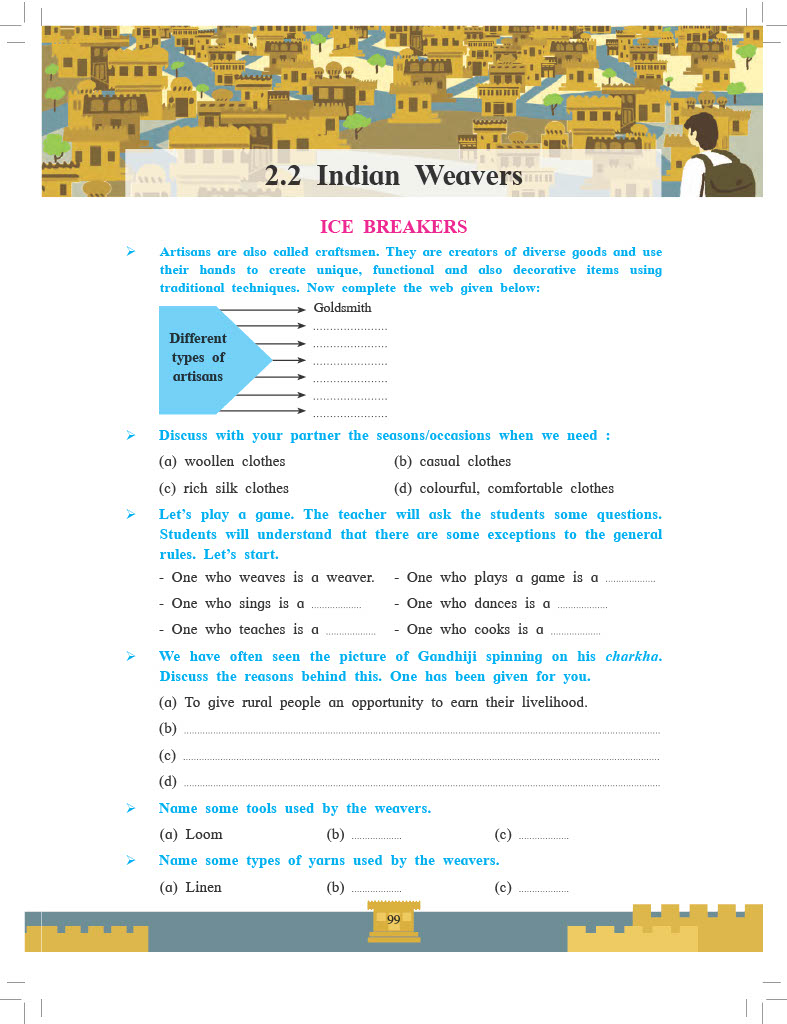 2.2 Indian Weavers
ICE BREAKERS
➢ Artisans are also called craftsmen. They are creators of diverse goods and use
their hands to create unique, functional and also decorative items using
traditional techniques. Now complete the web given below:
Different
types of
artisans
Goldsmith
......................
......................
......................
......................
......................
......................
➢ Discuss with your partner the seasons/occasions when we need :
(a) woollen clothes (b) casual clothes
(c) rich silk clothes (d) colourful, comfortable clothes
➢ Let's play a game. The teacher will ask the students some questions.
Students will understand that there are some exceptions to the general
rules. Let's start.
- One who weaves is a weaver. - One who plays a game is a ...................
- One who sings is a ................... - One who dances is a ...................
- One who teaches is a ................... - One who cooks is a ...................
➢ We have often seen the picture of Gandhiji spinning on his charkha.
Discuss the reasons behind this. One has been given for you.
(a) To give rural people an opportunity to earn their livelihood.
(b) ...................
(c) ...................
(d) ...................
➢ Name some tools used by the weavers.
(a) Loom (b) ................... (c) ...................
➢ Name some types of yarns used by the weavers.
(a) Linen (b) ................... (c) ...................
99